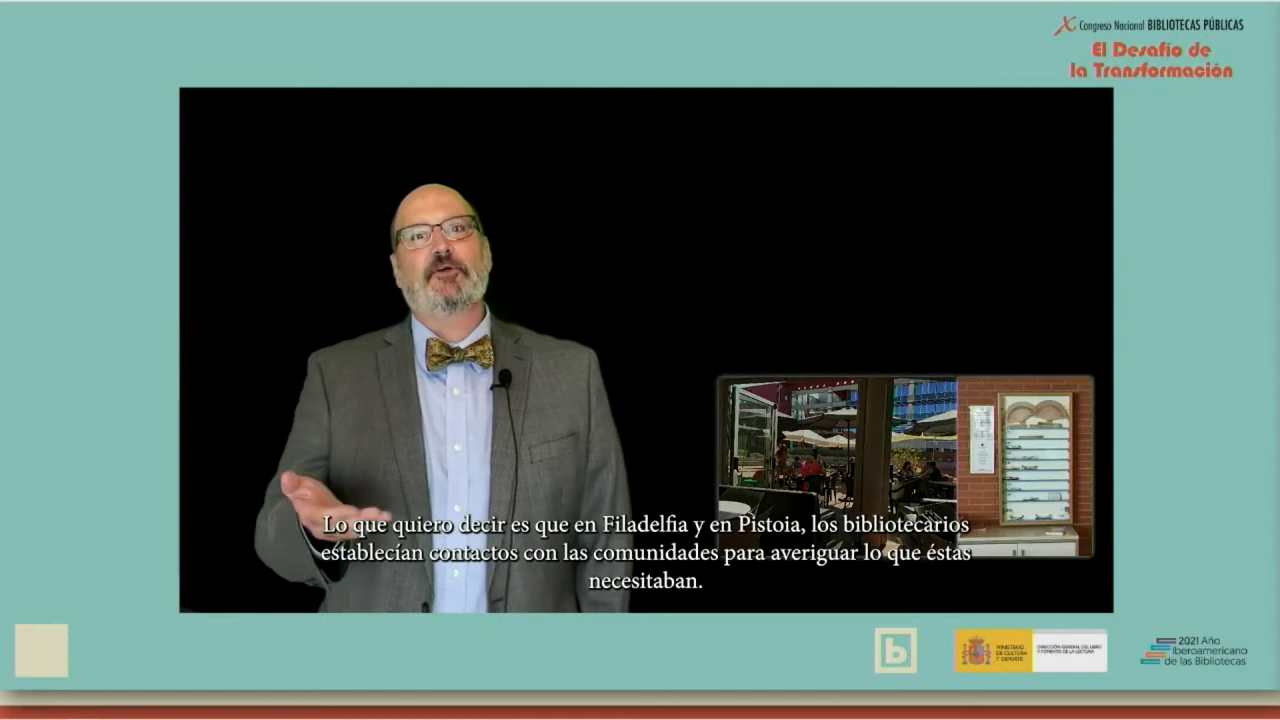 X Congreso Nacional BIBLIOTECAS PÚBLICAS
El Desafío de
la Transformación
Lo que quiero decir es que en Filadelfia y en Pistoia, los bibliotecarios
establecían contactos con las comunidades para averiguar lo que éstas
necesitaban.
b
MINISTERIO
DE CULTURA
Y DEPORTE
DIRECCIÓN GENERAL DEL LIBRO
Y FOMENTO DE LA LECTURA
2021 Año
Iberoamericano
de las Bibliotecas